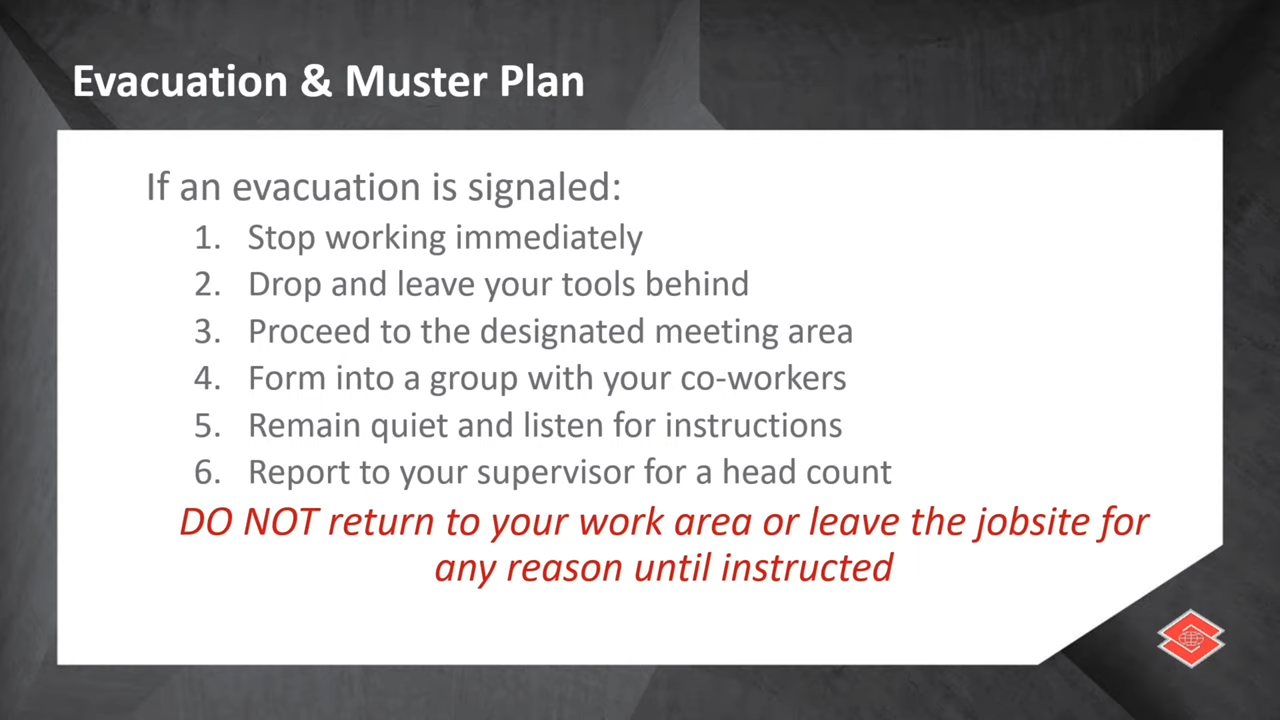 Evacuation & Muster Plan
If an evacuation is signaled:
1. Stop working immediately
2. Drop and leave your tools behind
3. Proceed to the designated meeting area
4. Form into a group with your co-workers
5. Remain quiet and listen for instructions
6. Report to your supervisor for a head count
DO NOT return to your work area or leave the jobsite for
any reason until instructed